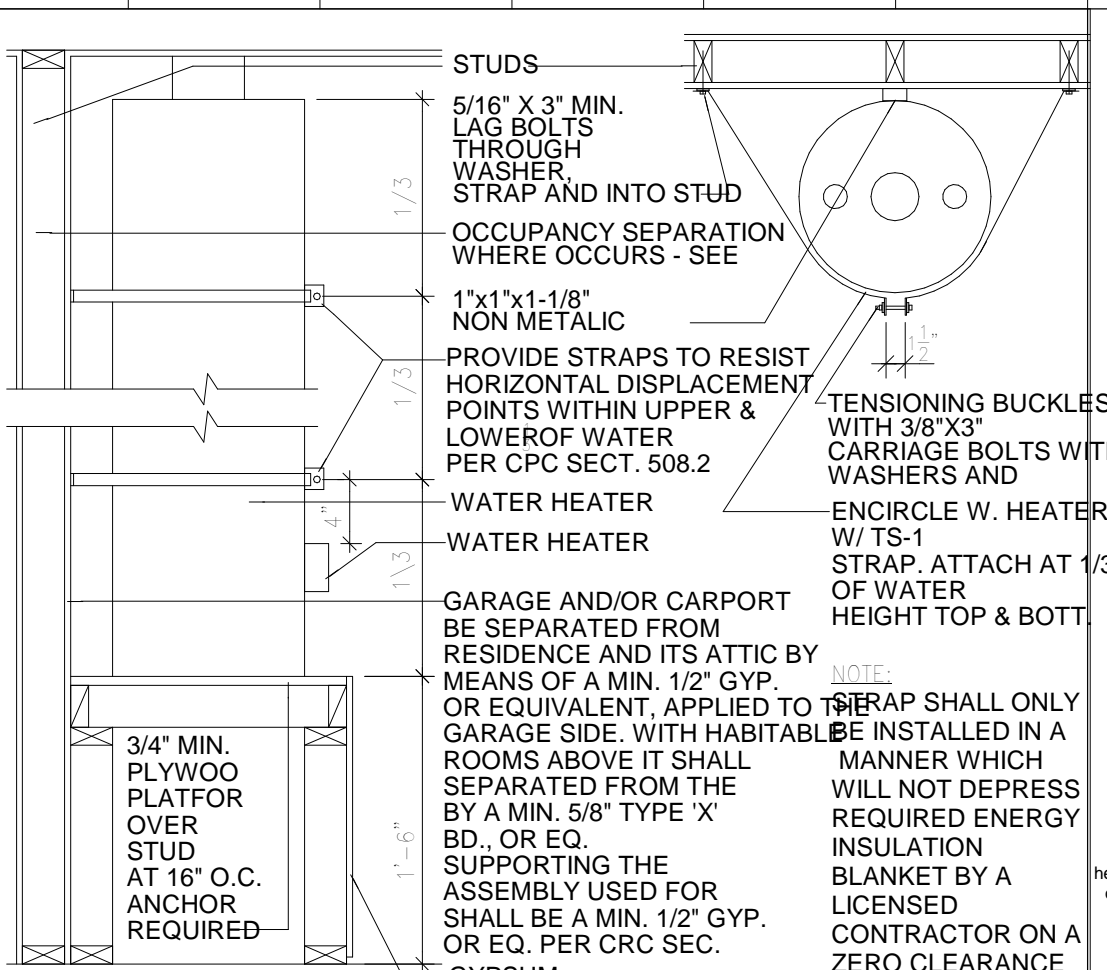 STUDS
5/16" X 3" MIN.
LAG BOLTS
THROUGH
WASHER,
STRAP AND INTO STUD
OCCUPANCY SEPARATION
WHERE OCCURS - SEE
1"x1"x1-1/8"
NON METALIC
PROVIDE STRAPS TO RESIST
HORIZONTAL DISPLACEMENT
POINTS WITHIN UPPER &
LOWEROF WATER
PER CPC SECT. 508.2
WATER HEATER
WATER HEATER
GARAGE AND/OR CARPORT
BE SEPARATED FROM
RESIDENCE AND ITS ATTIC BY
MEANS OF A MIN. 1/2" GYP.
OR EQUIVALENT, APPLIED TO THE
GARAGE SIDE. WITH HABITABLE
ROOMS ABOVE IT SHALL
SEPARATED FROM THE
BY A MIN. 5/8" TYPE 'X'
BD., OR EQ.
SUPPORTING THE
ASSEMBLY USED FOR
SHALL BE A MIN. 1/2" GYP.
OR EQ. PER CRC SEC.
GYPSUM
1/3
1/3
4"
1\3
1'-6"
3/4" MIN.
PLYWOO
PLATFOR
OVER
STUD
AT 16" O.C.
ANCHOR
REQUIRED
1 1/2"
TENSIONING BUCKLES
WITH 3/8"X3"
CARRIAGE BOLTS WITH
WASHERS AND
ENCIRCLE W. HEATER
W/ TS-1
STRAP. ATTACH AT 1/3
OF WATER
HEIGHT TOP & BOTT.
NOTE:
STRAP SHALL ONLY
BE INSTALLED IN A
MANNER WHICH
WILL NOT DEPRESS
REQUIRED ENERGY
INSULATION
BLANKET BY A
LICENSED
CONTRACTOR ON A
ZERO CLEARANCE